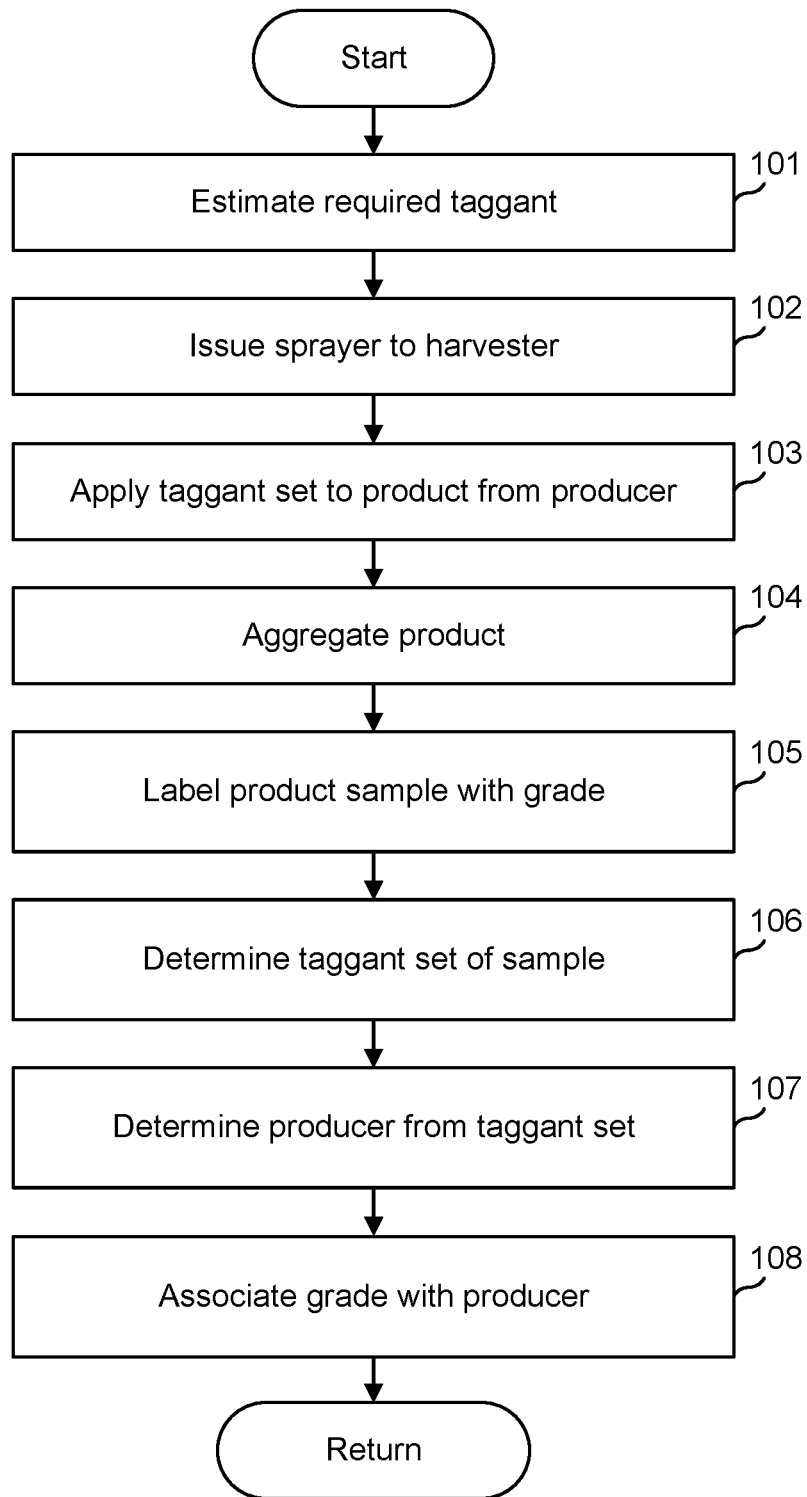 Start
101
Estimate required taggant
102
Issue sprayer to harvester
103
Apply taggant set to product from producer
104
Aggregate product
105
Label product sample with grade
106
Determine taggant set of sample
107
Determine producer from taggant set
108
Associate grade with producer
Return